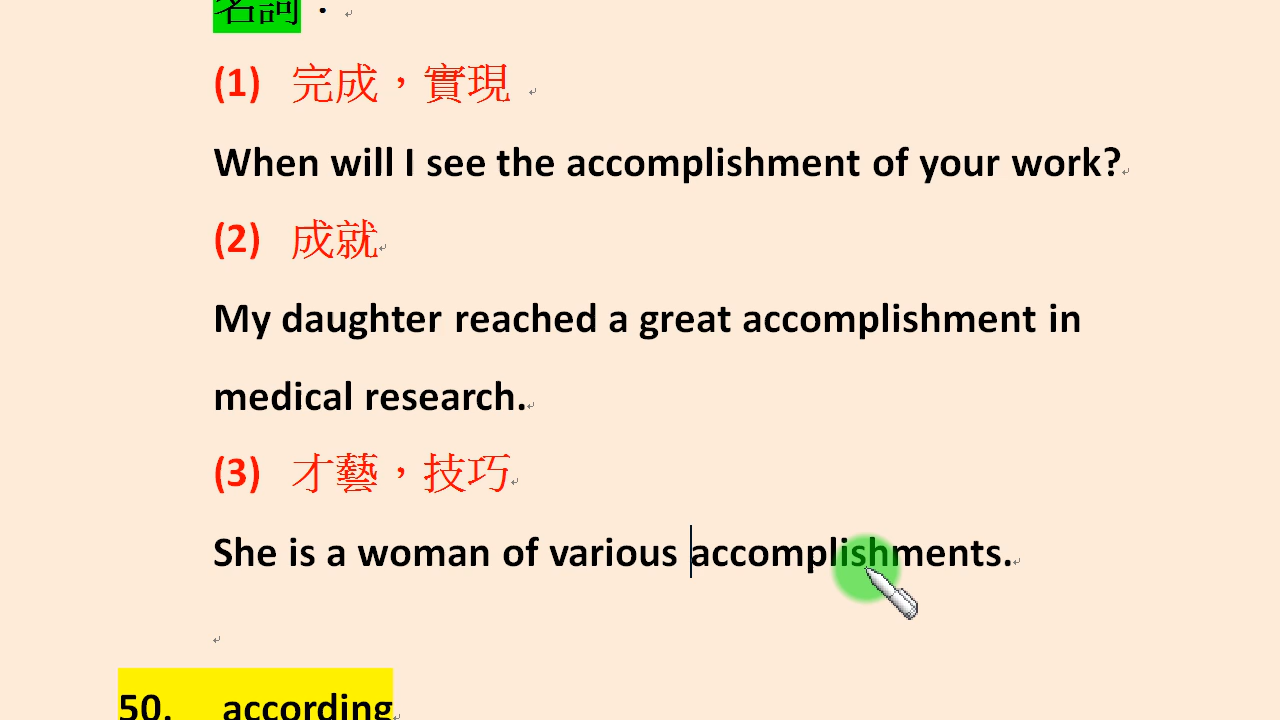 名詞：
(1) 完成，實現
When will I see the accomplishment of your work?
(2) 成就
My daughter reached a great accomplishment in
medical research.
(3) 才藝，技巧
She is a woman of various accomplishments.
50. according